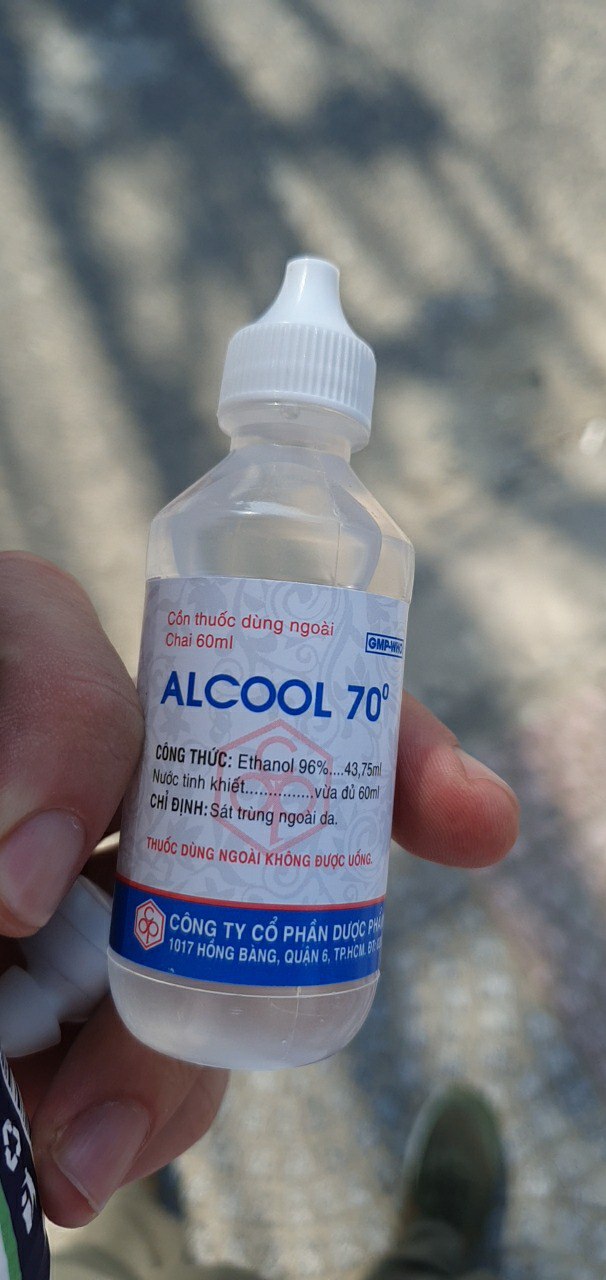 Cồn thuốc dùng ngoài
Chai 60ml
GMP-WHO
ALCOOL 70⁰
CÔNG THỨC: Ethanol 96%....43,75ml
Nước tinh khiết...............vừa đủ 60ml
CHỈ ĐỊNH: Sát trùng ngoài da.
THUỐC DÙNG NGOÀI KHÔNG ĐƯỢC UỐNG.
CÔNG TY CỔ PHẦN DƯỢC
1017 HỒNG BÀNG, QUẬN 6, TP.HCM.